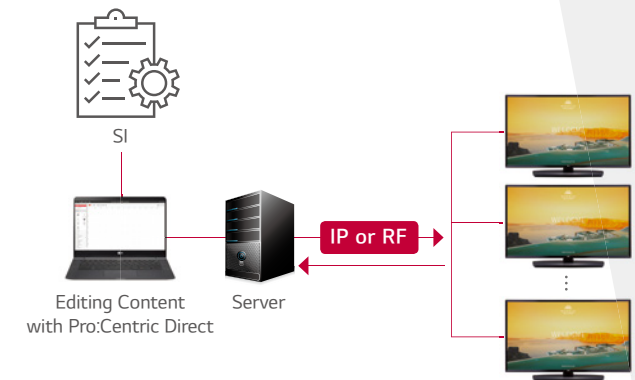 SI
IP or RF
Editing Content
with Pro:Centric Direct
Server